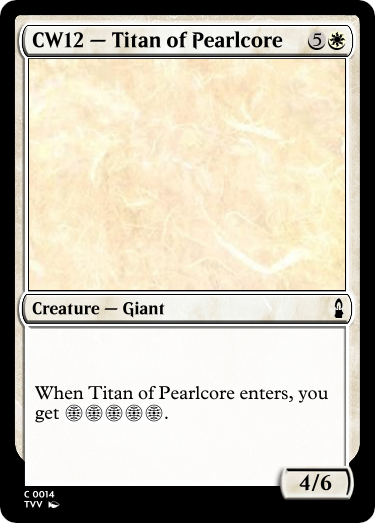 CW12 — Titan of Pearlcore 5
Creature — Giant
When Titan of Pearlcore enters, you
get .
4/6
C 0014
TVV